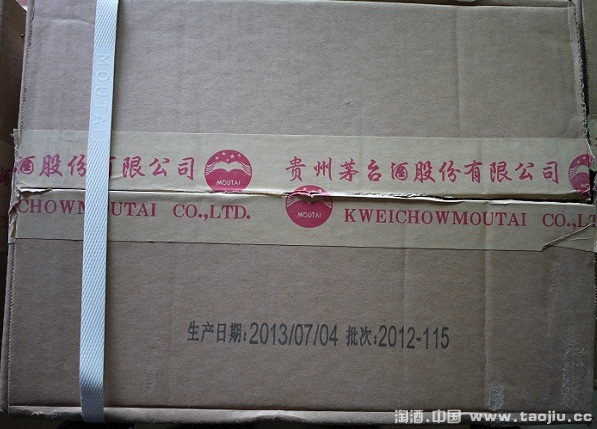 MOUTAI
酒股份有限公司 MOUTAI 贵州茅台酒股份有限公司
CHOWMOUTAI CO.,LTD. MOUTAI KWEICHOWMOUTAI CO.,LTD.
生产日期:2013/07/04 批次:2012-115
淘酒.中国 www.taojiu.cc